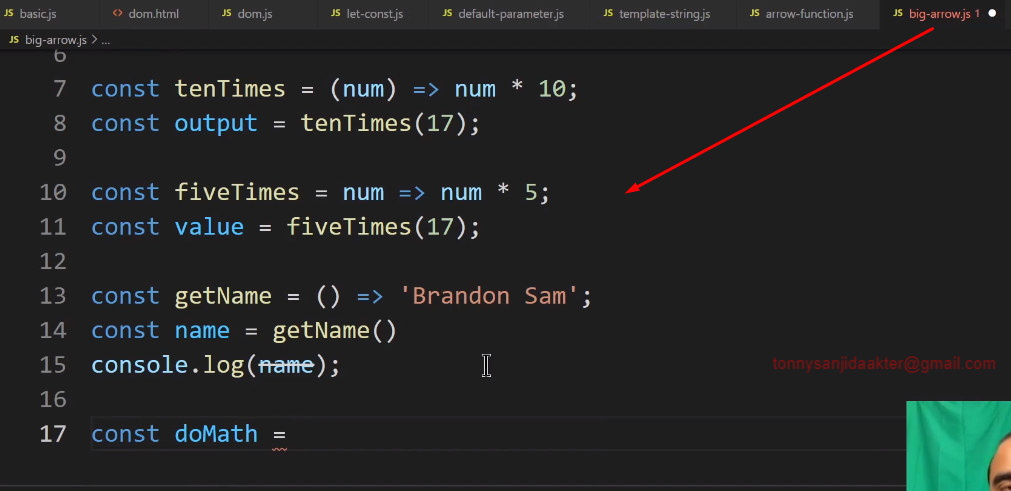 JS basic.js <> dom.html JS dom.js JS let-const.js JS default-parameter.js JS template-string.js JS arrow-function.js JS big-arrow.js 1
JS big-arrow.js > ...
6
7 const tenTimes = (num) => num * 10;
8 const output = tenTimes(17);
9
10 const fiveTimes = num => num * 5;
11 const value = fiveTimes(17);
12
13 const getName = () => 'Brandon Sam';
14 const name = getName()
15 console.log(name);
tonnysanjidaakter@gmail.com
16
17 const doMath =